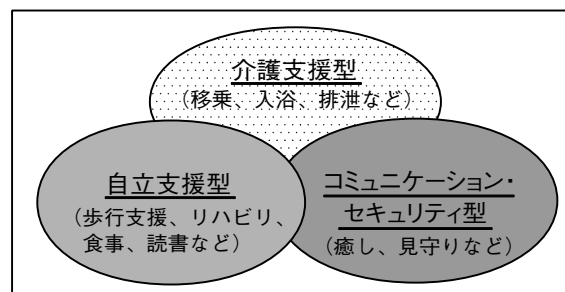 介護支援型
（移乗、入浴、排泄など）
自立支援型
（歩行支援、リハビリ、
食事、読書など）
コミュニケーション・
セキュリティ型
（癒し、見守りなど）